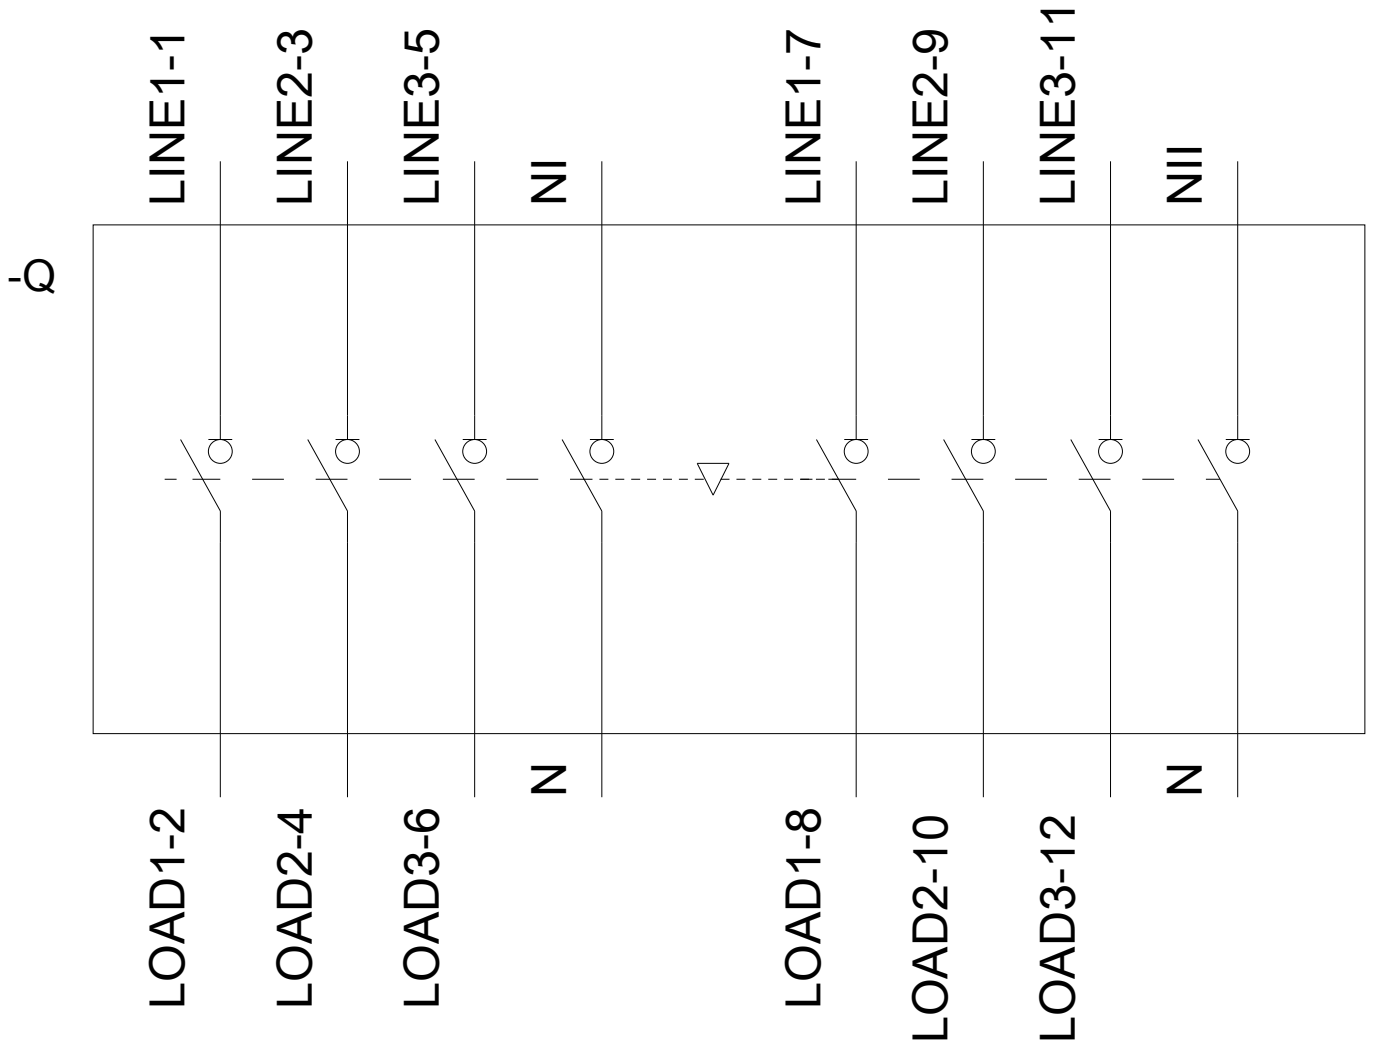 LINE1-1
LINE2-3
LINE3-5
NI
LINE1-7
LINE2-9
LINE3-11
NII
-Q
LOAD1-2
LOAD2-4
LOAD3-6
N
LOAD1-8
LOAD2-10
LOAD3-12
N